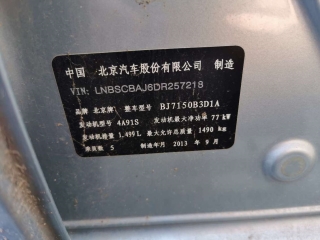 中国 北京汽车股份有限公司 制造
VIN: LNBSCBAJ6DR257218
品牌 北京牌 整车型号 BJ7150B3D1A
发动机型号 4A91S 发动机最大净功率 77 kW
发动机排量 1.499 L 最大允许总质量 1490 kg
乘员数 5 制造年月 2013 年 9 月